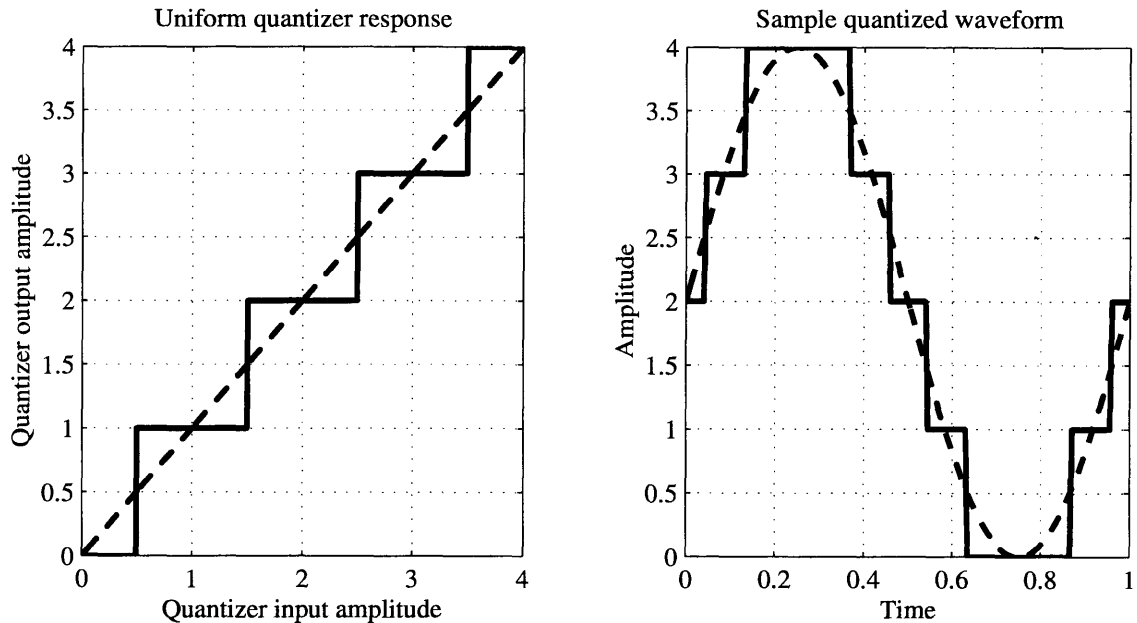 Uniform quantizer response
Quantizer output amplitude
4
3.5
3
2.5
2
1.5
1
0.5
0
0 1 2 3 4
Quantizer input amplitude
Sample quantized waveform
Amplitude
4
3.5
3
2.5
2
1.5
1
0.5
0
0 0.2 0.4 0.6 0.8 1
Time